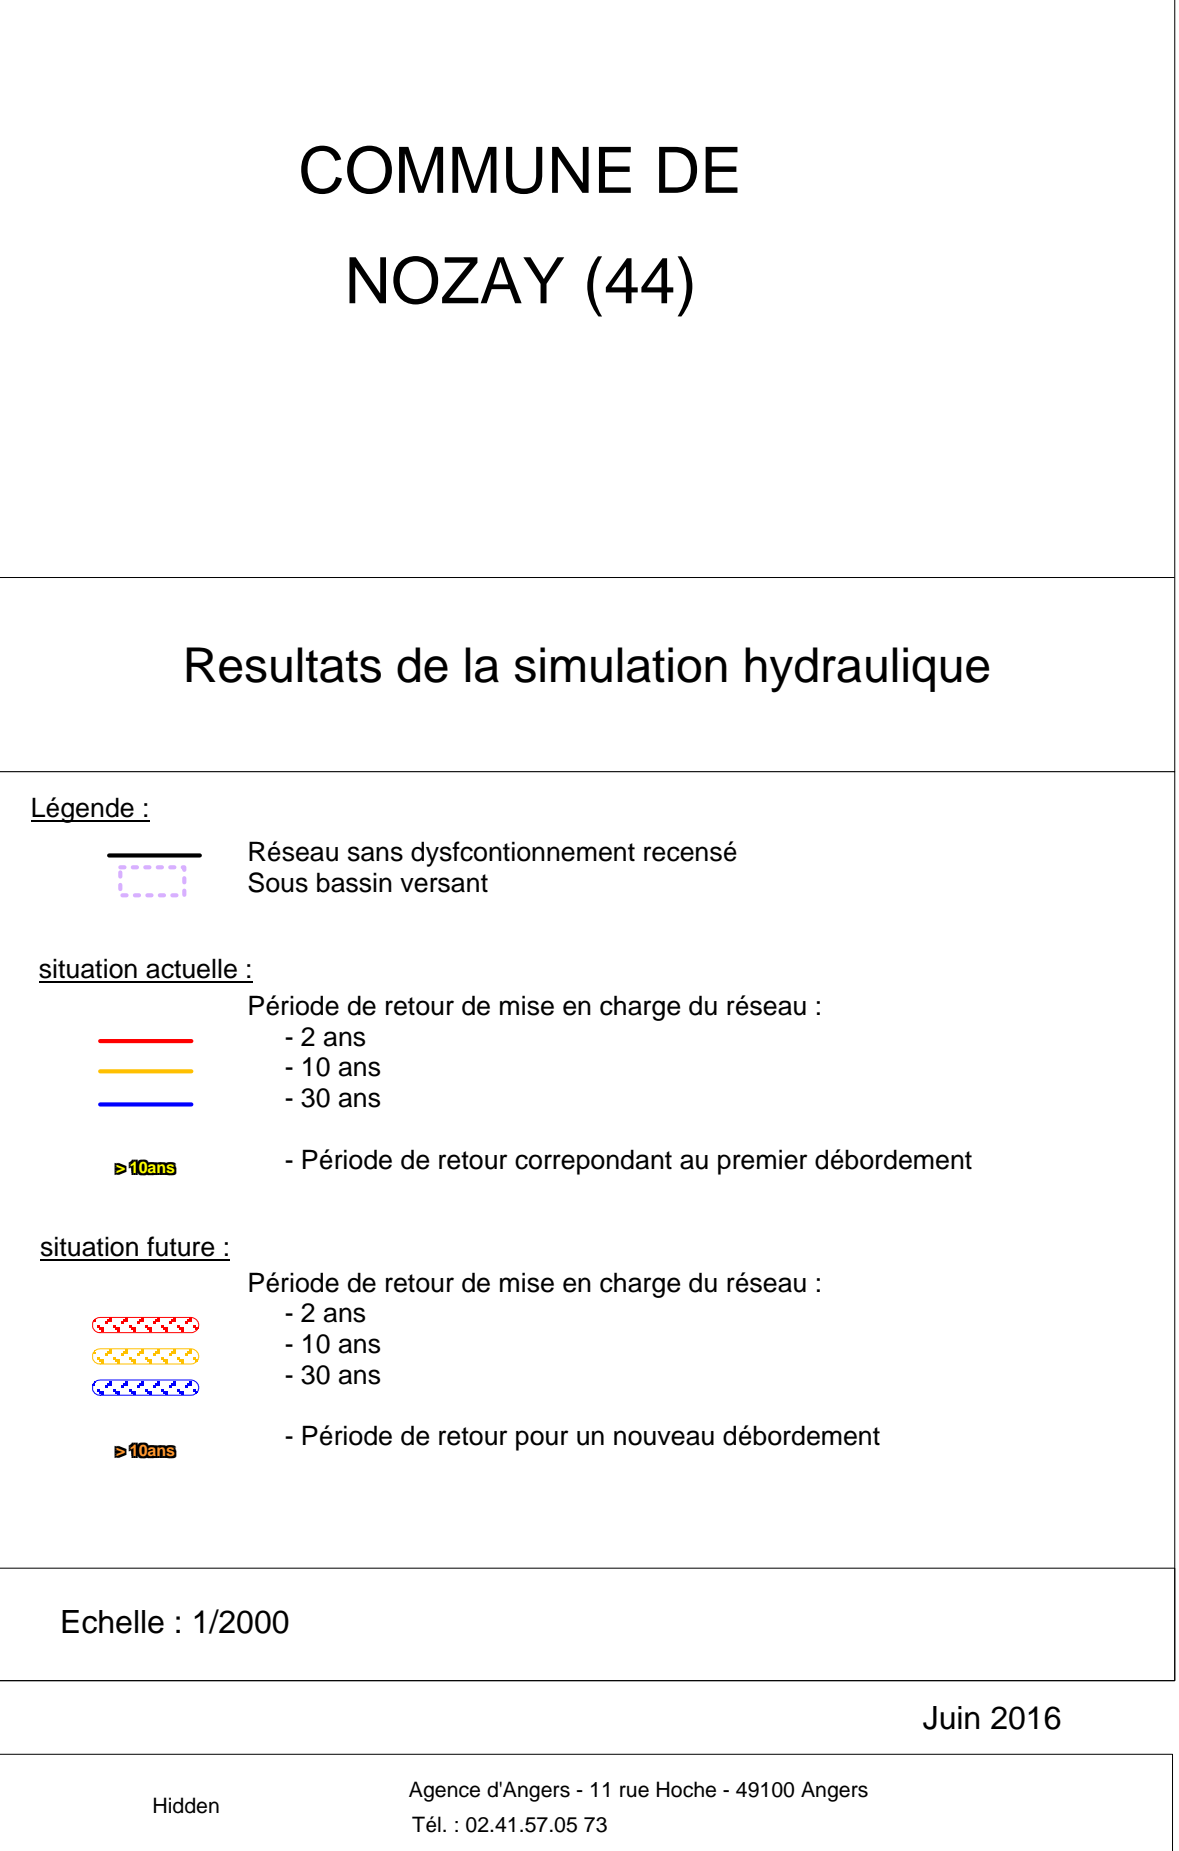 COMMUNE DE
NOZAY (44)
Resultats de la simulation hydraulique
Légende :
Réseau sans dysfcontionnement recensé
Sous bassin versant
situation actuelle :
Période de retour de mise en charge du réseau :
- 2 ans
- 10 ans
- 30 ans
>10ans
- Période de retour correpondant au premier débordement
situation future :
Période de retour de mise en charge du réseau :
- 2 ans
- 10 ans
- 30 ans
>10ans
- Période de retour pour un nouveau débordement
Echelle : 1/2000
Juin 2016
Hidden
Agence d'Angers - 11 rue Hoche - 49100 Angers
Tél. : 02.41.57.05 73